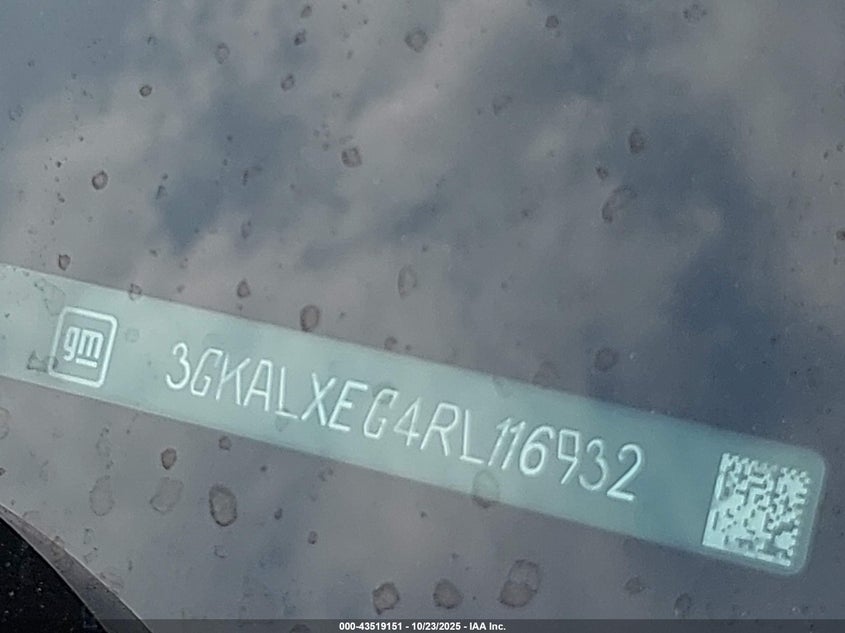 gm 3GKALXEG4RL116932
000-43519151 - 10/23/2025 - IAA Inc.